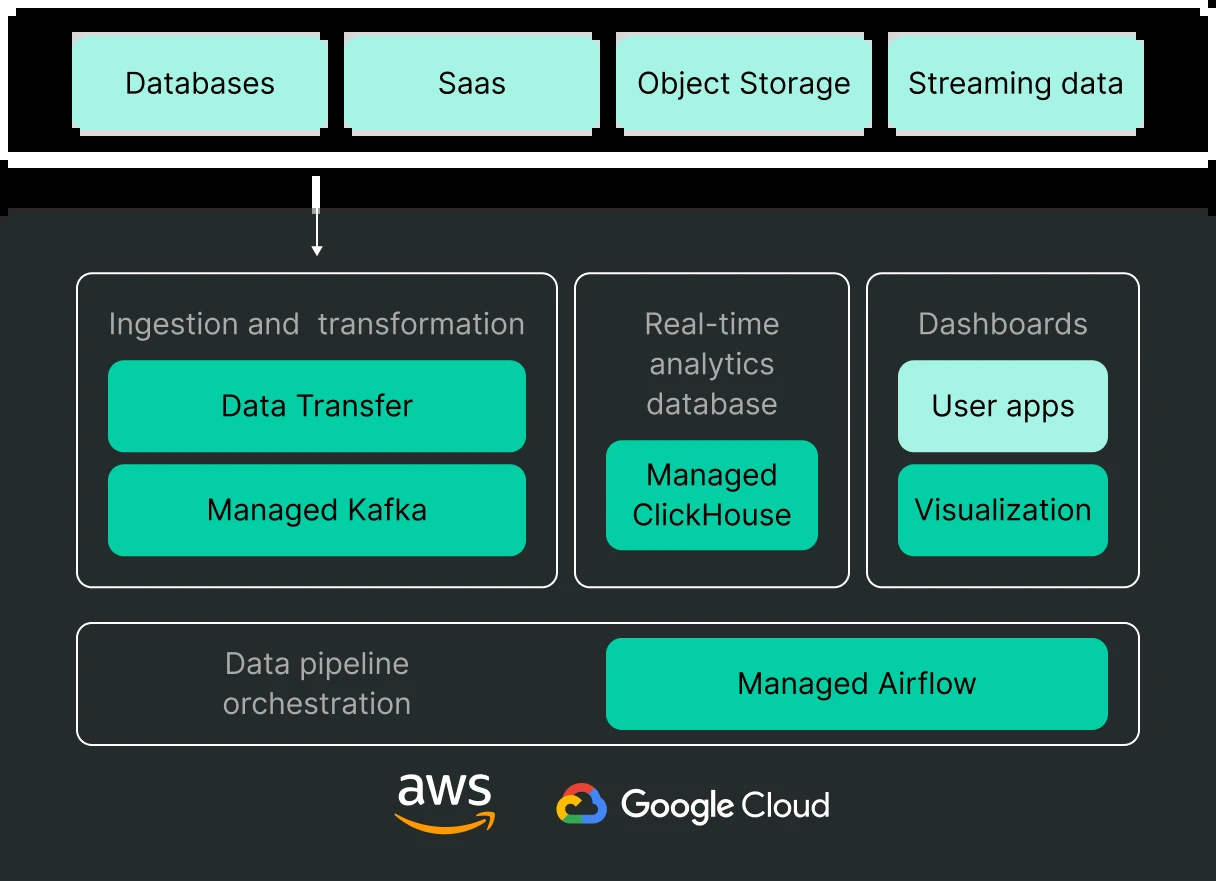 Databases
Saas
Object Storage
Streaming data
Ingestion and  transformation
Data Transfer
Managed Kafka
Real-time
analytics
database
Managed
ClickHouse
Dashboards
User apps
Visualization
Data pipeline
orchestration
Managed Airflow
aws
Google Cloud